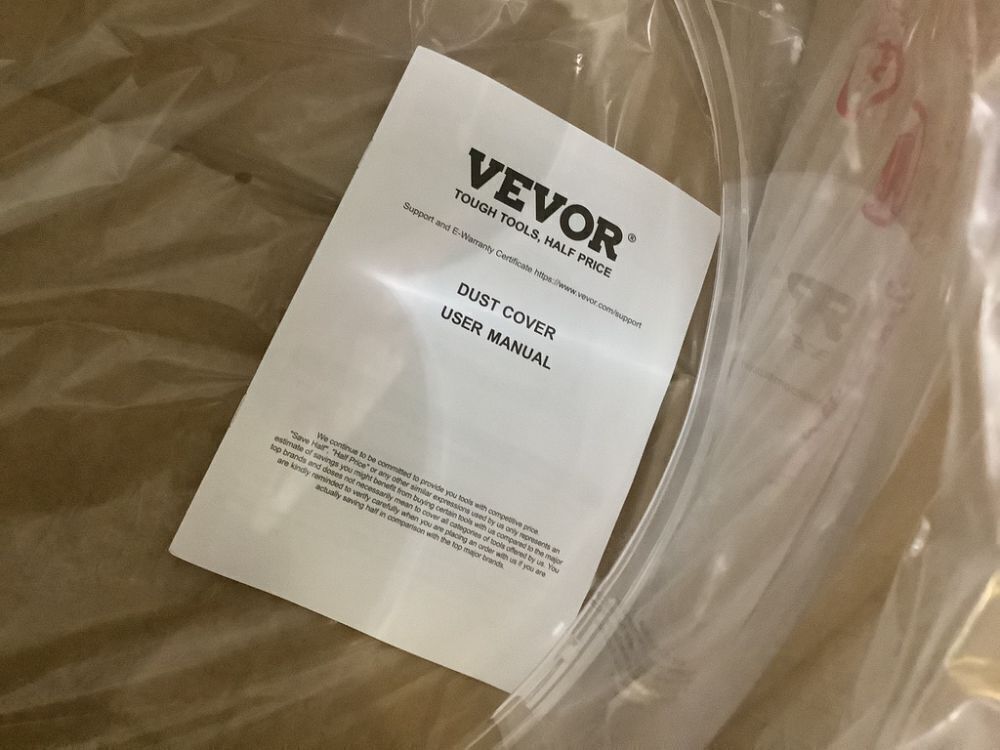 VEVOR®
TOUGH TOOLS, HALF PRICE
Support and E-Warranty Certificate https://www.vevor.com/support
DUST COVER
USER MANUAL
We continue to be committed to provide you tools with competitive price.
"Save Half", "Half Price" or any other similar expressions used by us only represents an
estimate of savings you might benefit from buying certain tools with us compared to the major
top brands and doses not necessarily mean to cover all categories of tools offered by us. You
are kindly reminded to verify carefully when you are placing an order with us if you are
actually saving half in comparison with the top major brands.